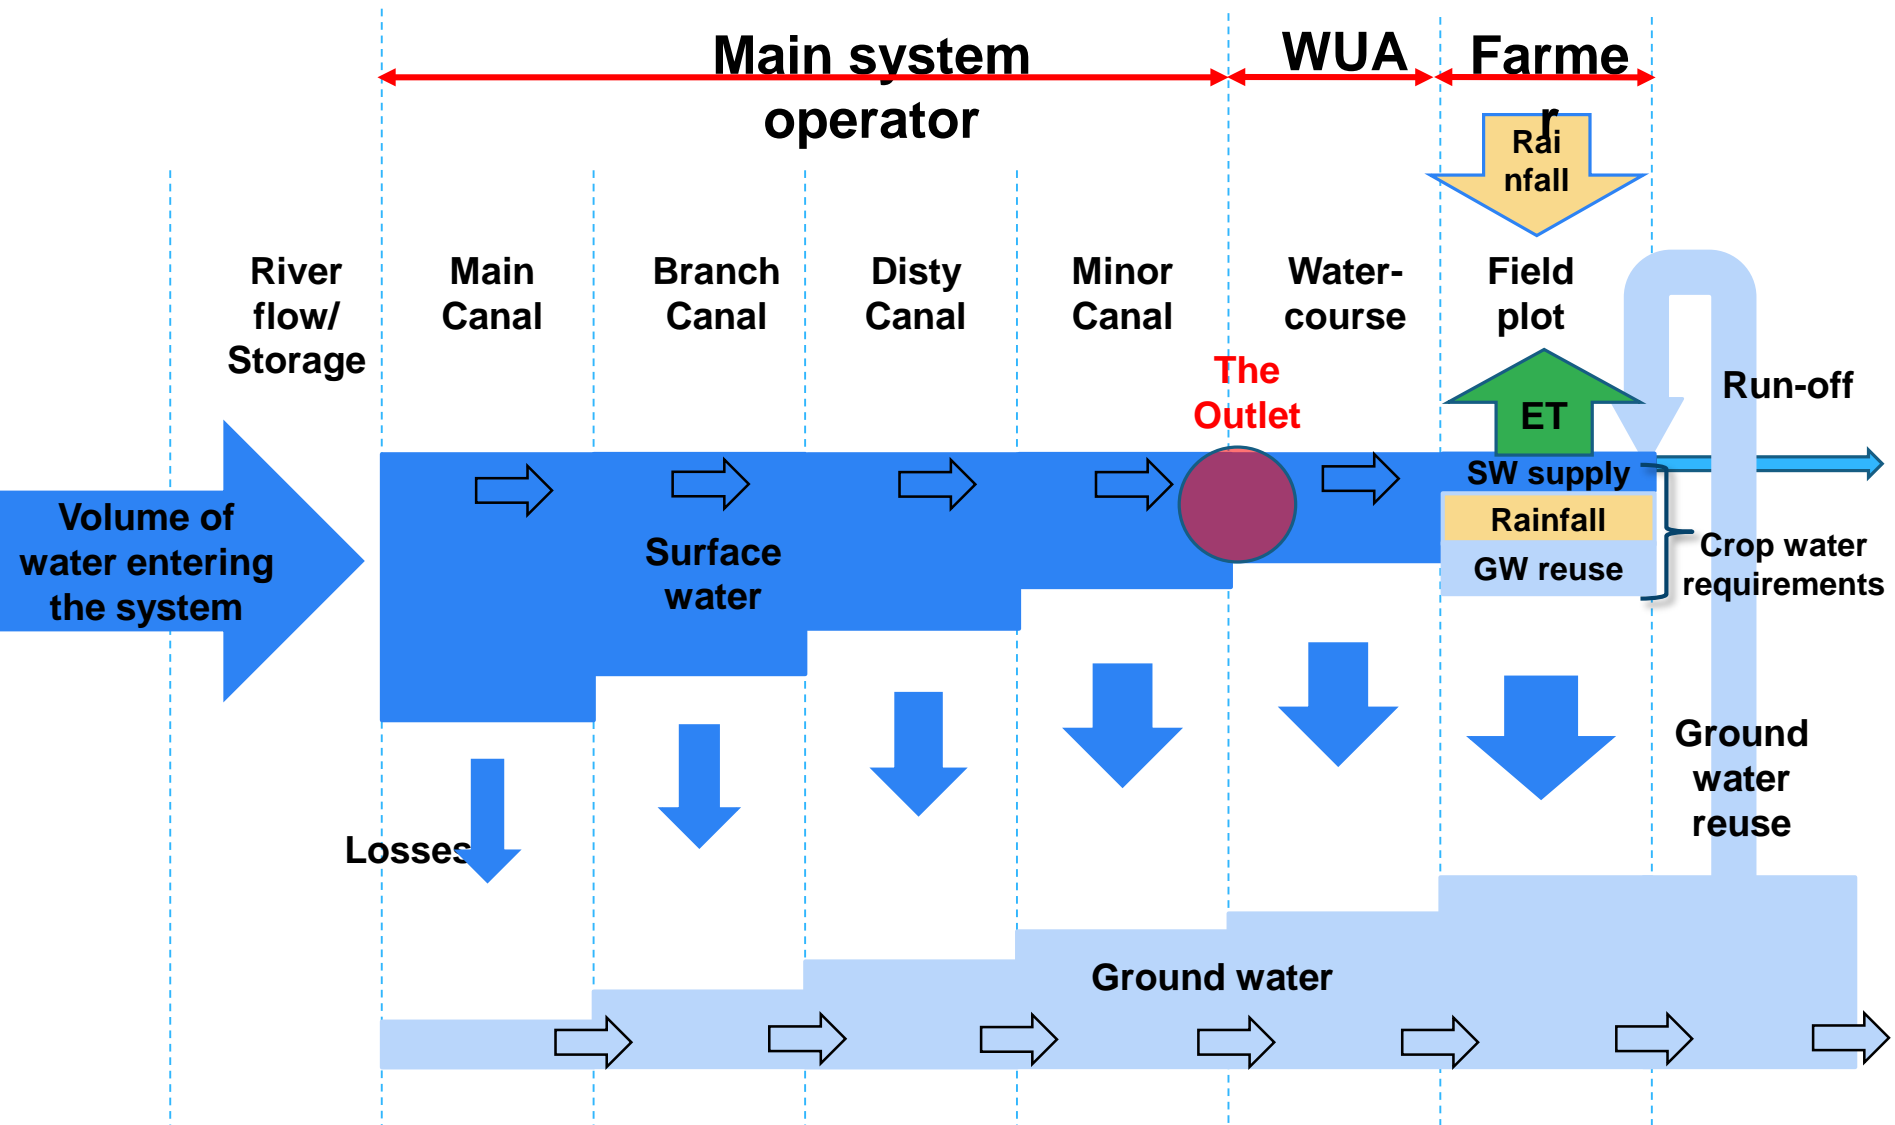 Main system
operator
WUA
Farme
r
Rai
nfall
River
flow/
Storage
Main
Canal
Branch
Canal
Disty
Canal
Minor
Canal
Water-
course
Field
plot
The
Outlet
ET
Run-off
Volume of
water entering
the system
Surface
water
SW supply
Rainfall
GW reuse
Crop water
requirements
Losses
Ground
water
reuse
Ground water